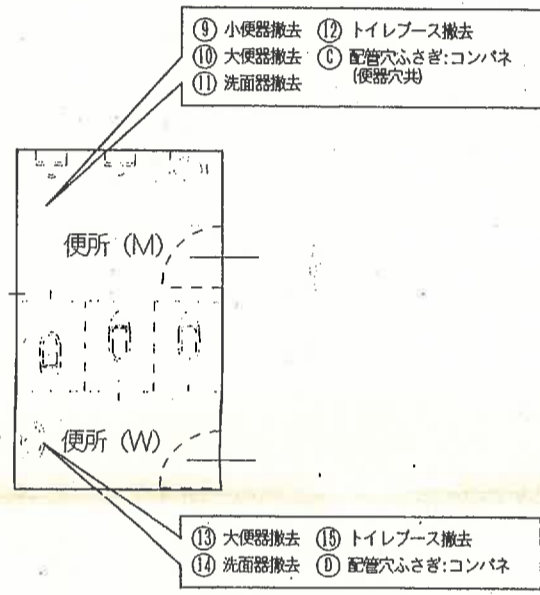 ⑨ 小便器撤去 ⑫ トイレブース撤去
⑩ 大便器撤去 Ⓒ 配管穴ふさぎ:コンパネ
⑪ 洗面器撤去 (便器穴共)
便所 (M)
便所 (W)
⑬ 大便器撤去 ⑮ トイレブース撤去
⑭ 洗面器撤去 Ⓓ 配管穴ふさぎ:コンパネ